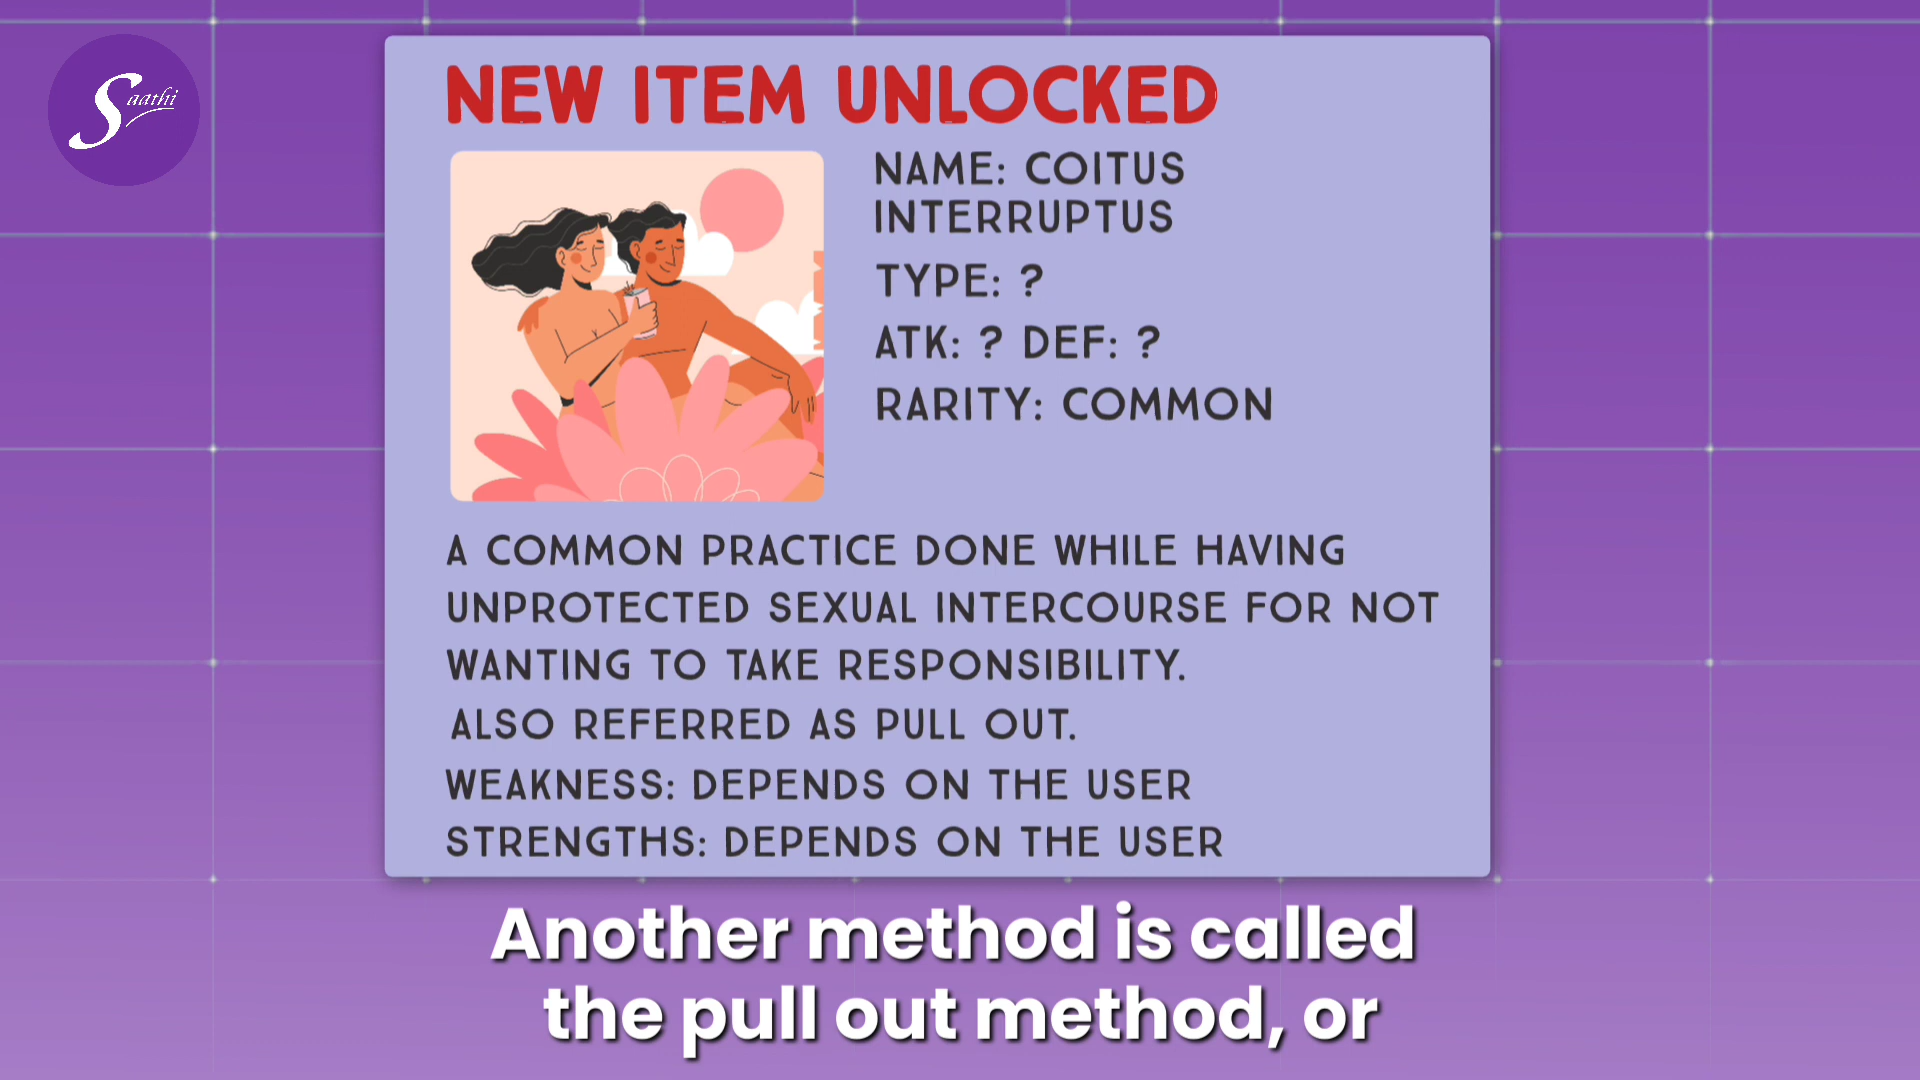 Saathi
NEW ITEM UNLOCKED
NAME: COITUS
INTERRUPTUS
TYPE: ?
ATK: ? DEF: ?
RARITY: COMMON
A COMMON PRACTICE DONE WHILE HAVING
UNPROTECTED SEXUAL INTERCOURSE FOR NOT
WANTING TO TAKE RESPONSIBILITY.
ALSO REFERRED AS PULL OUT.
WEAKNESS: DEPENDS ON THE USER
STRENGTHS: DEPENDS ON THE USER
Another method is called
the pull out method, or